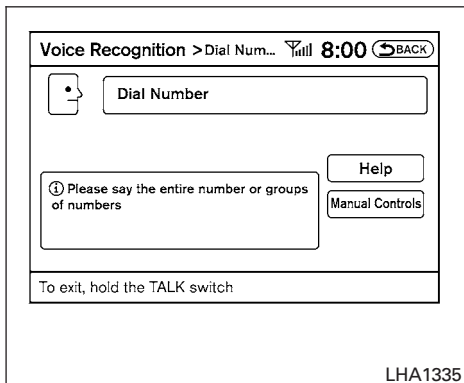 Voice Recognition > Dial Num... 8:00 BACK
Dial Number
Help
ⓘ Please say the entire number or groups
of numbers
Manual Controls
To exit, hold the TALK switch
LHA1335